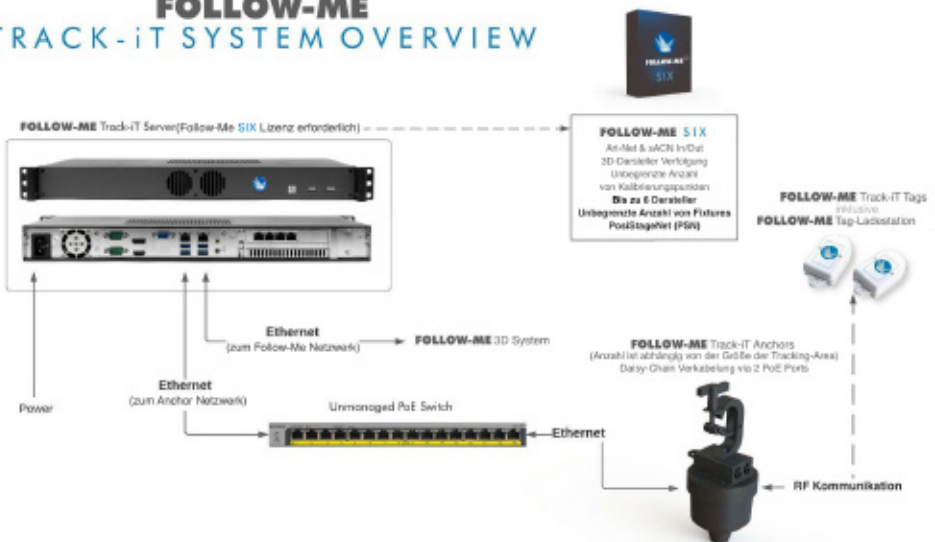 FOLLOW-ME
TRACK-iT SYSTEM OVERVIEW
FOLLOW-ME
SIX
FOLLOW-ME Track-iT Server(Follow-Me SIX Lizenz erforderlich)
FOLLOW-ME SIX
Art-Net & sACN In/Out
3D-Darsteller Verfolgung
Unbegrenzte Anzahl
von Kalibrierungspunkten
Bis zu 6 Darsteller
Unbegrenzte Anzahl von Fixtures
PosiStageNet (PSN)
FOLLOW-ME Track-iT Tags
inklusive
FOLLOW-ME Tag-Ladestation
Ethernet
(zum Follow-Me Netzwerk)
FOLLOW-ME 3D System
FOLLOW-ME Track-iT Anchors
(Anzahl ist abhängig von der Größe der Tracking-Area)
Daisy-Chain Verkabelung via 2 PoE Ports
Ethernet
(zum Anchor Netzwerk)
Power
Unmanaged PoE Switch
Ethernet
RF Kommunikation